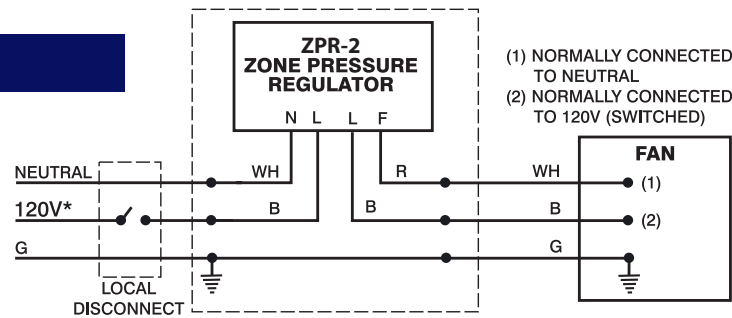 ZPR-2
ZONE PRESSURE
REGULATOR
N L L F
(1) NORMALLY CONNECTED
TO NEUTRAL
(2) NORMALLY CONNECTED
TO 120V (SWITCHED)
FAN
NEUTRAL WH R WH (1)
120V* B B B (2)
G G
LOCAL
DISCONNECT